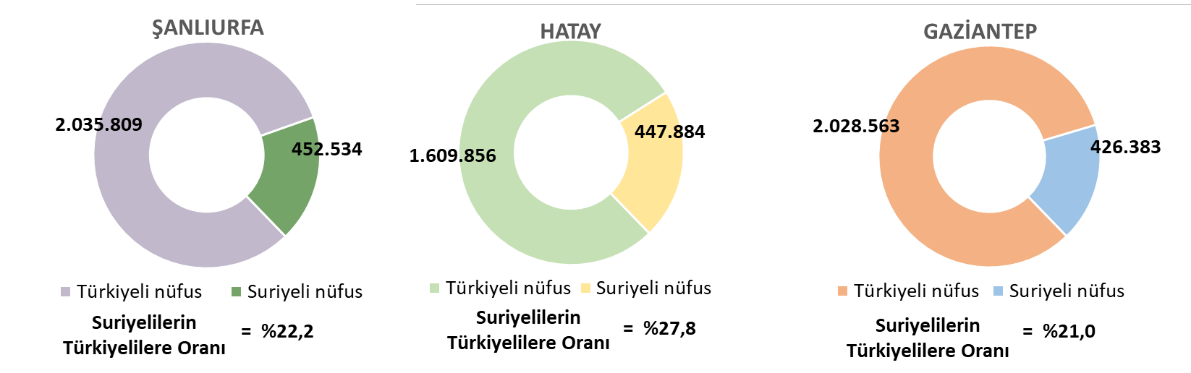 ŞANLIURFA
2.035.809
452.534
Türkiyeli nüfus
Suriyeli nüfus
Suriyelilerin
Türkiyelilere Oranı
= %22,2
HATAY
1.609.856
447.884
Türkiyeli nüfus
Suriyeli nüfus
Suriyelilerin
Türkiyelilere Oranı
= %27,8
GAZİANTEP
2.028.563
426.383
Türkiyeli nüfus
Suriyeli nüfus
Suriyelilerin
Türkiyelilere Oranı
= %21,0